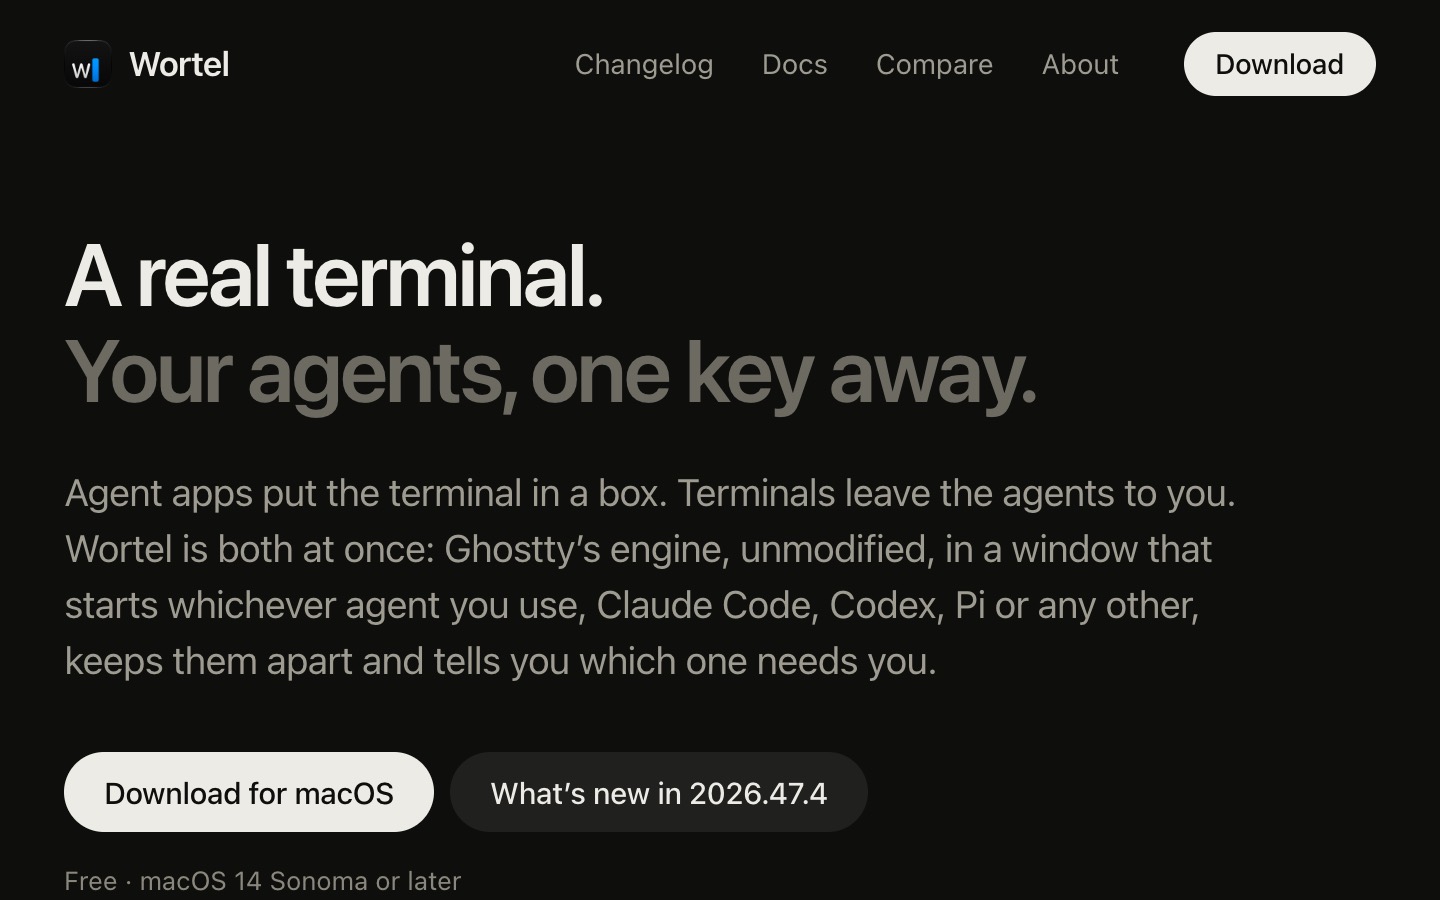 Wortel
Changelog
Docs
Compare
About
Download
A real terminal.
Your agents, one key away.
Agent apps put the terminal in a box. Terminals leave the agents to you.
Wortel is both at once: Ghostty’s engine, unmodified, in a window that
starts whichever agent you use, Claude Code, Codex, Pi or any other,
keeps them apart and tells you which one needs you.
Download for macOS
What’s new in 2026.47.4
Free · macOS 14 Sonoma or later